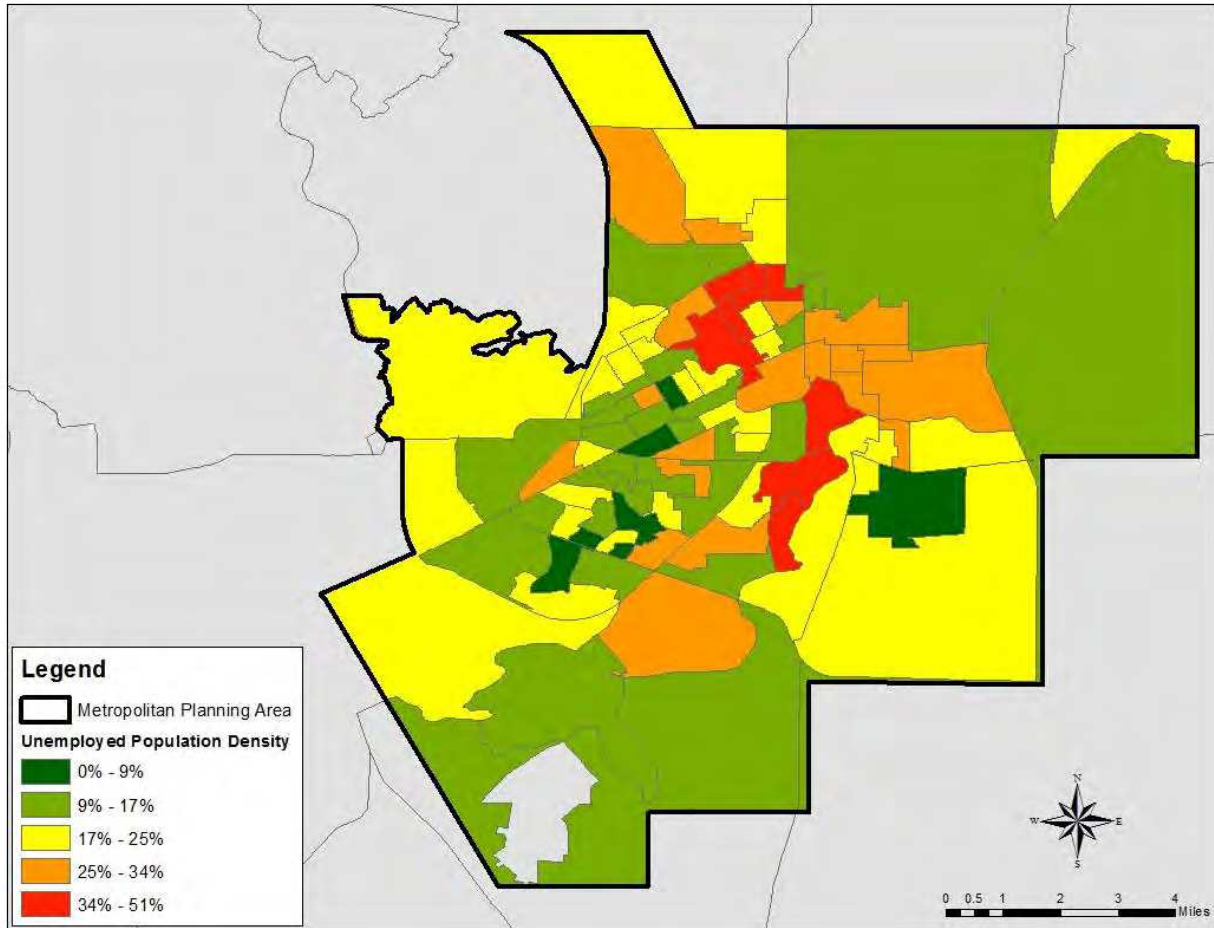 Legend
Metropolitan Planning Area
Unemployed Population Density
0% - 9%
9% - 17%
17% - 25%
25% - 34%
34% - 51%
N
W E
S
0 0.5 1 2 3 4
Miles